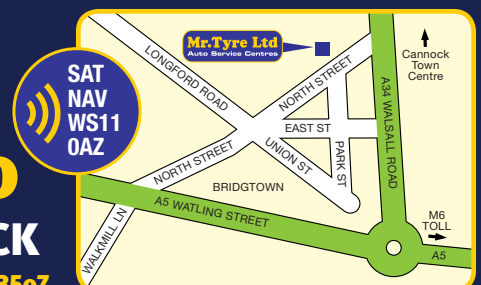 SAT
NAV
WS11
0AZ
Mr.Tyre Ltd
Auto Service Centres
Cannock
Town
Centre
LONGFORD ROAD
NORTH STREET
A34 WALSALL ROAD
EAST ST
UNION ST
PARK ST
NORTH STREET
BRIDGTOWN
A5 WATLING STREET
WALKMILL LN
M6
TOLL
A5
CK